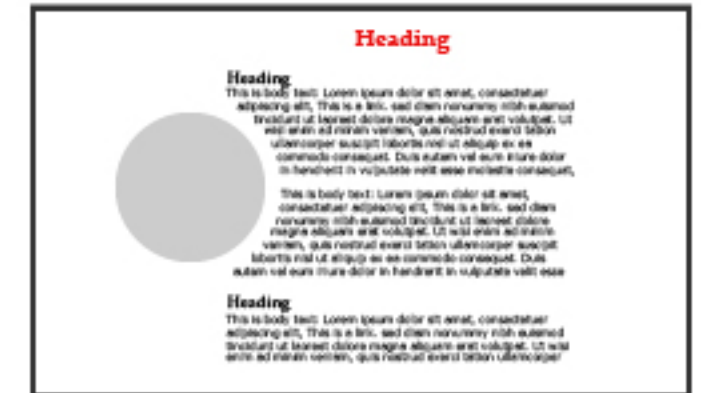 Heading
Heading
This is body text: Lorem ipsum dolor sit amet, consectetuer
adipiscing elit, This is a link. sed diem nonummy nibh euismod
tincidunt ut laoreet dolore magna aliquam erat volutpat. Ut
wisi enim ad minim veniam, quis nostrud exerci tation
ullamcorper suscipit lobortis nisl ut aliquip ex ea
commodo consequat. Duis autem vel eum iriure dolor
in hendrerit in vulputate velit esse molestie consequat,
This is body text: Lorem ipsum dolor sit amet,
consectetuer adipiscing elit, This is a link. sed diem
nonummy nibh euismod tincidunt ut laoreet dolore
magna aliquam erat volutpat. Ut wisi enim ad minim
veniam, quis nostrud exerci tation ullamcorper suscipit
lobortis nisl ut aliquip ex ea commodo consequat. Duis
autem vel eum iriure dolor in hendrerit in vulputate velit esse
Heading
This is body text: Lorem ipsum dolor sit amet, consectetuer
adipiscing elit, This is a link. sed diem nonummy nibh euismod
tincidunt ut laoreet dolore magna aliquam erat volutpat. Ut wisi
enim ad minim veniam, quis nostrud exerci tation ullamcorper